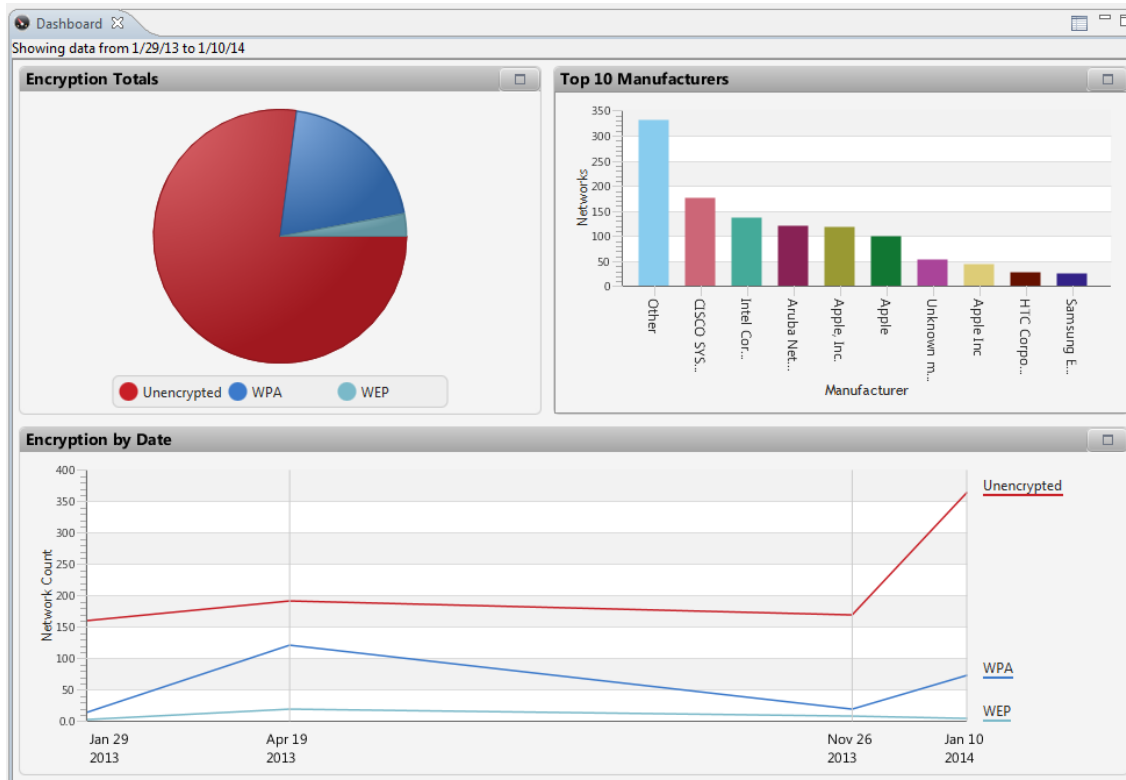 Dashboard
Showing data from 1/29/13 to 1/10/14
Encryption Totals
Unencrypted
WPA
WEP
Top 10 Manufacturers
350
300
250
200
150
100
50
0
Networks
Other
CISCO SYS...
Intel Cor...
Aruba Net...
Apple, Inc.
Apple
Unknown m...
Apple Inc
HTC Corpo...
Samsung E...
Manufacturer
Encryption by Date
400
350
300
250
200
150
100
50
0.0
Network Count
Unencrypted
WPA
WEP
Jan 29
2013
Apr 19
2013
Nov 26
2013
Jan 10
2014